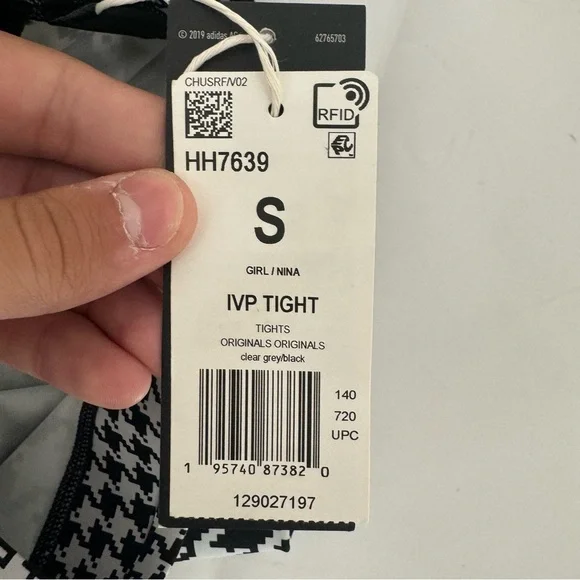 © 2019 adidas AG
62765703
CHUSRF/V02
RFID
HH7639
S
GIRL / NINA
IVP TIGHT
TIGHTS
ORIGINALS ORIGINALS
clear grey/black
140
720
UPC
1 95740 87382 0
129027197